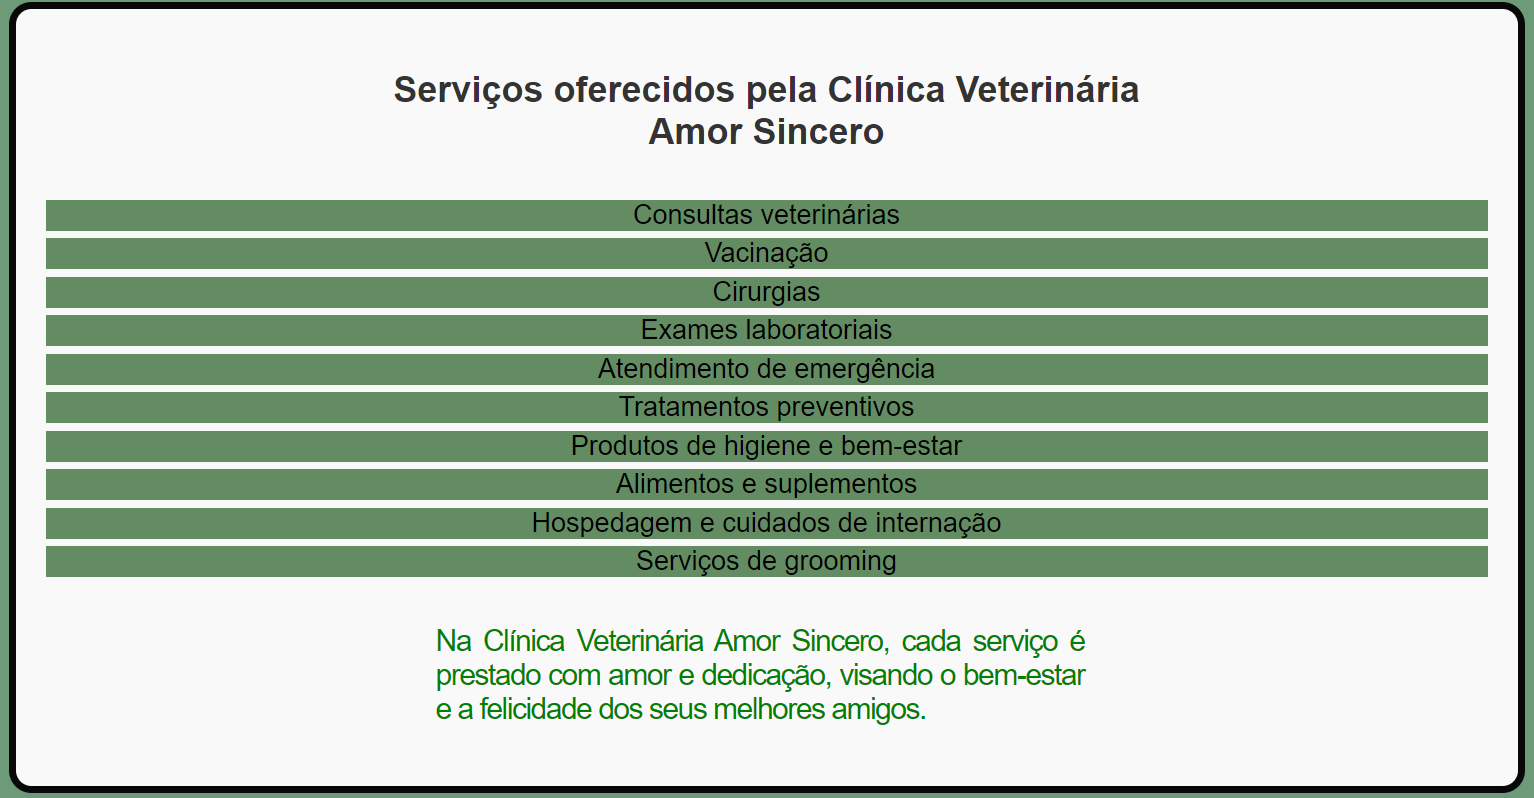 Serviços oferecidos pela Clínica Veterinária
Amor Sincero
Consultas veterinárias
Vacinação
Cirurgias
Exames laboratoriais
Atendimento de emergência
Tratamentos preventivos
Produtos de higiene e bem-estar
Alimentos e suplementos
Hospedagem e cuidados de internação
Serviços de grooming
Na Clínica Veterinária Amor Sincero, cada serviço é
prestado com amor e dedicação, visando o bem-estar
e a felicidade dos seus melhores amigos.